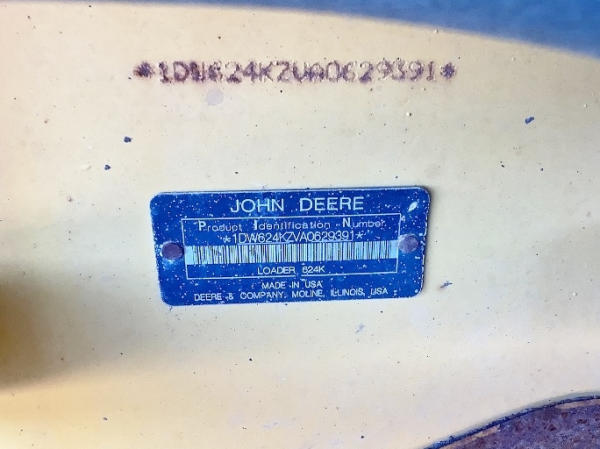 *1DW624KZVA0629391*
JOHN DEERE
Product Identification Number
*1DW624KZVA0629391*
LOADER 624K
MADE IN USA
DEERE & COMPANY, MOLINE, ILLINOIS, USA